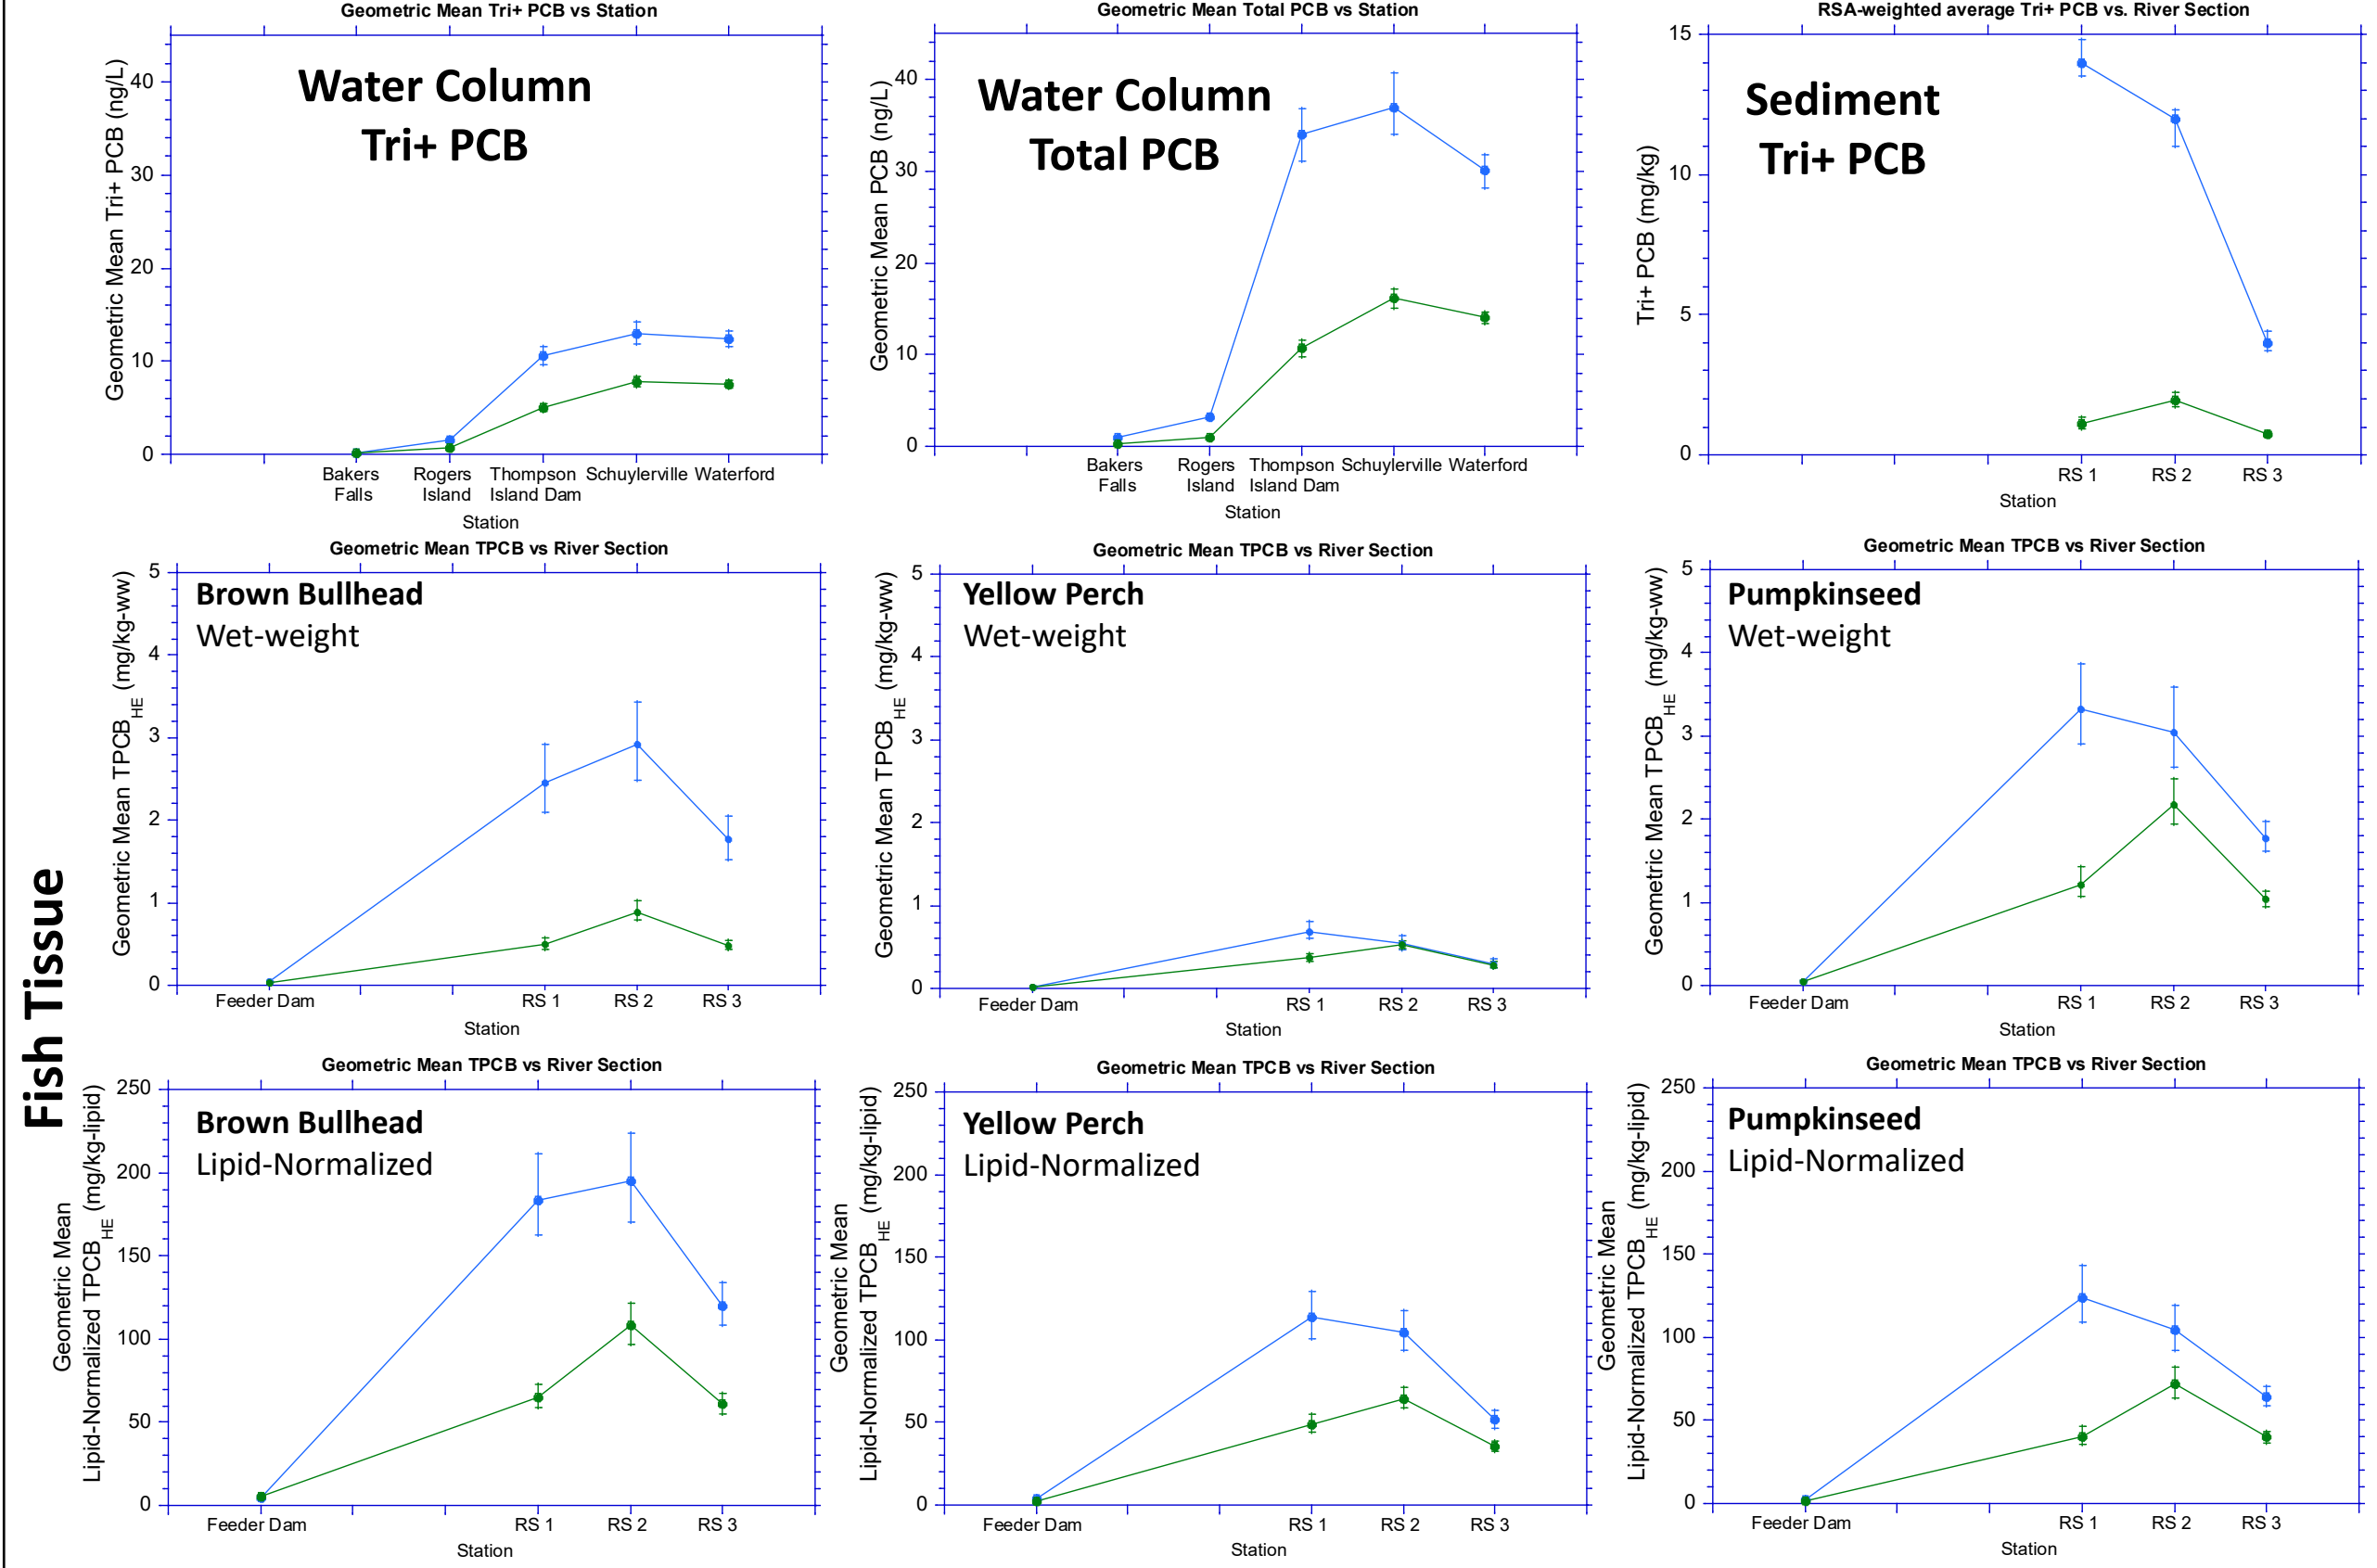 Geometric Mean Tri+ PCB vs Station
Geometric Mean Tri+ PCB (ng/L)
Water Column
Tri+ PCB
40
30
20
10
0
Bakers Falls
Rogers Island
Thompson Island Dam
Schuylerville
Waterford
Station
Geometric Mean Total PCB vs Station
Geometric Mean PCB (ng/L)
Water Column
Total PCB
40
30
20
10
0
Bakers Falls
Rogers Island
Thompson Island Dam
Schuylerville
Waterford
Station
RSA-weighted average Tri+ PCB vs. River Section
Tri+ PCB (mg/kg)
Sediment
Tri+ PCB
15
10
5
0
RS 1
RS 2
RS 3
Station
Fish Tissue
Geometric Mean TPCB vs River Section
Geometric Mean TPCB HE (mg/kg-ww)
Brown Bullhead
Wet-weight
5
4
3
2
1
0
Feeder Dam
RS 1
RS 2
RS 3
Station
Geometric Mean TPCB vs River Section
Geometric Mean TPCB HE (mg/kg-ww)
Yellow Perch
Wet-weight
5
4
3
2
1
0
Feeder Dam
RS 1
RS 2
RS 3
Station
Geometric Mean TPCB vs River Section
Geometric Mean TPCB HE (mg/kg-ww)
Pumpkinseed
Wet-weight
5
4
3
2
1
0
Feeder Dam
RS 1
RS 2
RS 3
Station
Geometric Mean TPCB vs River Section
Geometric Mean
Lipid-Normalized TPCB HE (mg/kg-lipid)
Brown Bullhead
Lipid-Normalized
250
200
150
100
50
0
Feeder Dam
RS 1
RS 2
RS 3
Station
Geometric Mean TPCB vs River Section
Geometric Mean
Lipid-Normalized TPCB HE (mg/kg-lipid)
Yellow Perch
Lipid-Normalized
250
200
150
100
50
0
Feeder Dam
RS 1
RS 2
RS 3
Station
Geometric Mean TPCB vs River Section
Geometric Mean
Lipid-Normalized TPCB HE (mg/kg-lipid)
Pumpkinseed
Lipid-Normalized
250
200
150
100
50
0
Feeder Dam
RS 1
RS 2
RS 3
Station